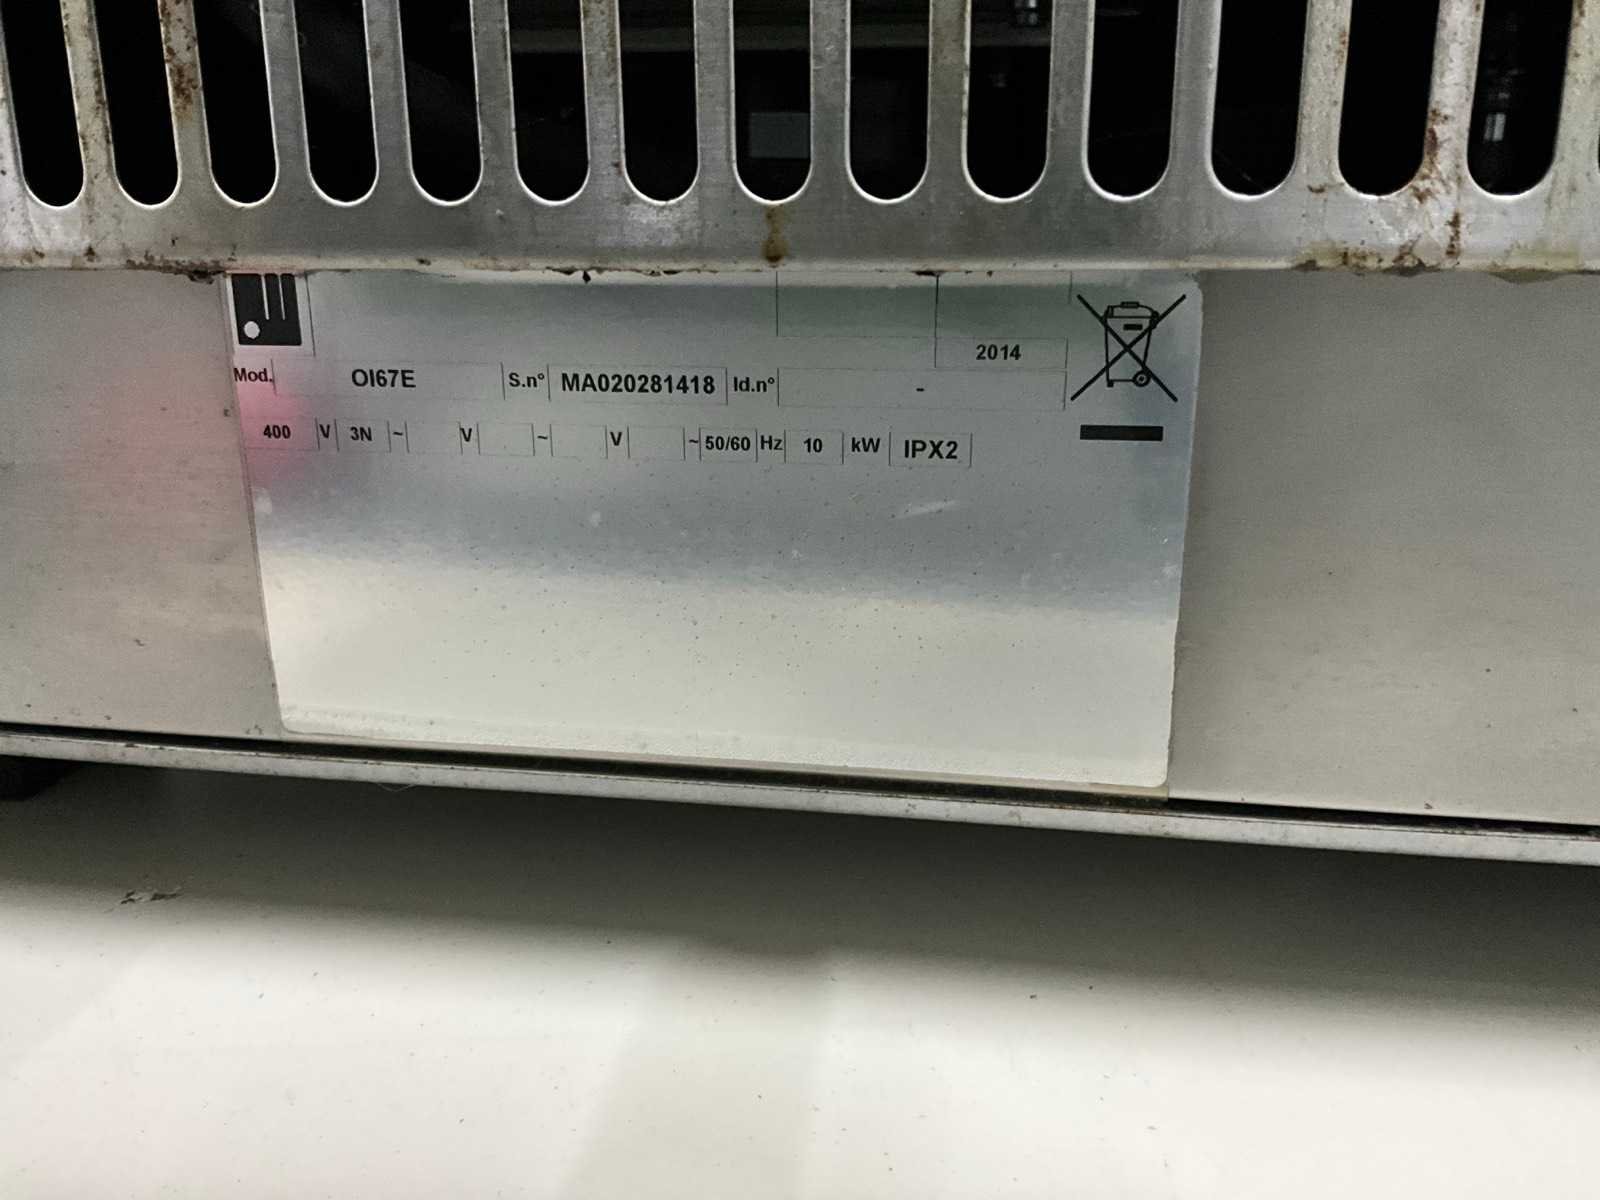 2014
Mod. OI67E S.n° MA020281418 Id.n° -
400 V 3N ~ V ~ V ~ 50/60 Hz 10 kW IPX2